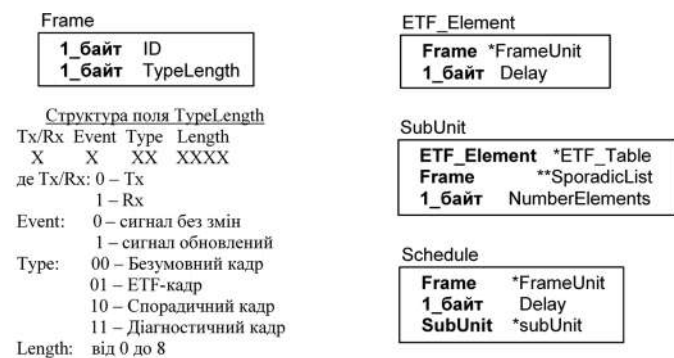 Frame
1_байт ID
1_байт TypeLength
Структура поля TypeLength
Tx/Rx Event Type Length
X X XX XXXX
де Tx/Rx: 0 – Tx
1 – Rx
Event: 0 – сигнал без змін
1 – сигнал обновлений
Type: 00 – Безумовний кадр
01 – ETF-кадр
10 – Спорадичний кадр
11 – Діагностичний кадр
Length: від 0 до 8
ETF_Element
Frame *FrameUnit
1_байт Delay
SubUnit
ETF_Element *ETF_Table
Frame **SporadicList
1_байт NumberElements
Schedule
Frame *FrameUnit
1_байт Delay
SubUnit *subUnit